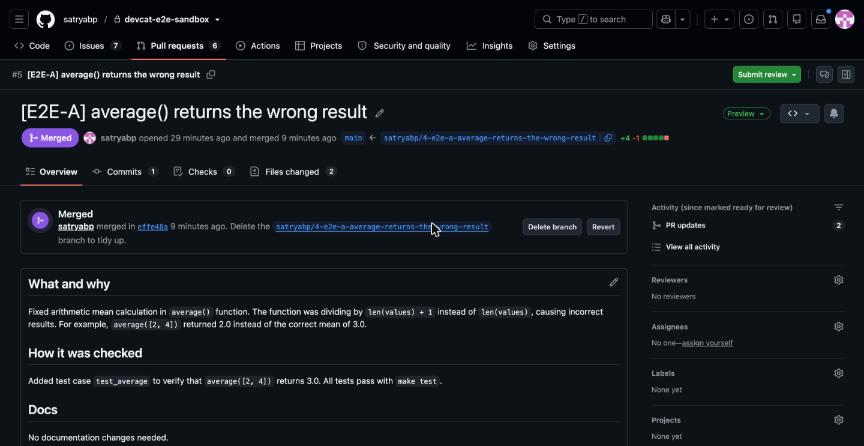 satryabp / devcat-e2e-sandbox
Type / to search
Code
Issues 7
Pull requests 6
Actions
Projects
Security and quality
Insights
Settings
#5 [E2E-A] average() returns the wrong result
Submit review
[E2E-A] average() returns the wrong result
Preview
Merged
satryabp opened 29 minutes ago and merged 9 minutes ago main ← satryabp/4-e2e-a-average-returns-the-wrong-result +4 -1
Overview
Commits 1
Checks 0
Files changed 2
Merged
satryabp merged in effe48a 9 minutes ago. Delete the satryabp/4-e2e-a-average-returns-the-wrong-result
branch to tidy up.
Delete branch
Revert
What and why
Fixed arithmetic mean calculation in average() function. The function was dividing by len(values) + 1 instead of len(values), causing incorrect
results. For example, average([2, 4]) returned 2.0 instead of the correct mean of 3.0.
How it was checked
Added test case test_average to verify that average([2, 4]) returns 3.0. All tests pass with make test.
Docs
No documentation changes needed.
Activity (since marked ready for review)
PR updates 2
View all activity
Reviewers
No reviewers
Assignees
No one—assign yourself
Labels
None yet
Projects
None yet